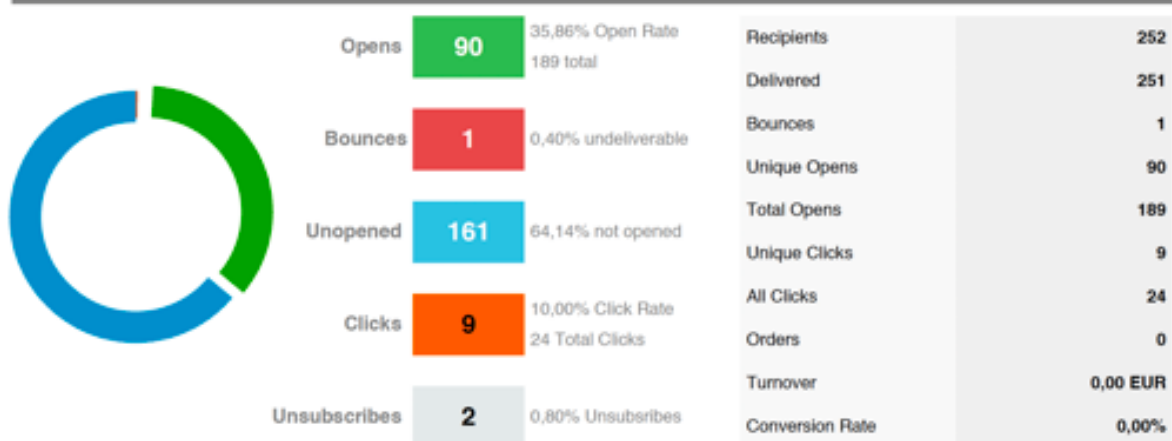 Opens 90 35,86% Open Rate
189 total
Bounces 1 0,40% undeliverable
Unopened 161 64,14% not opened
Clicks 9 10,00% Click Rate
24 Total Clicks
Unsubscribes 2 0,80% Unsubsribes
Recipients 252
Delivered 251
Bounces 1
Unique Opens 90
Total Opens 189
Unique Clicks 9
All Clicks 24
Orders 0
Turnover 0,00 EUR
Conversion Rate 0,00%